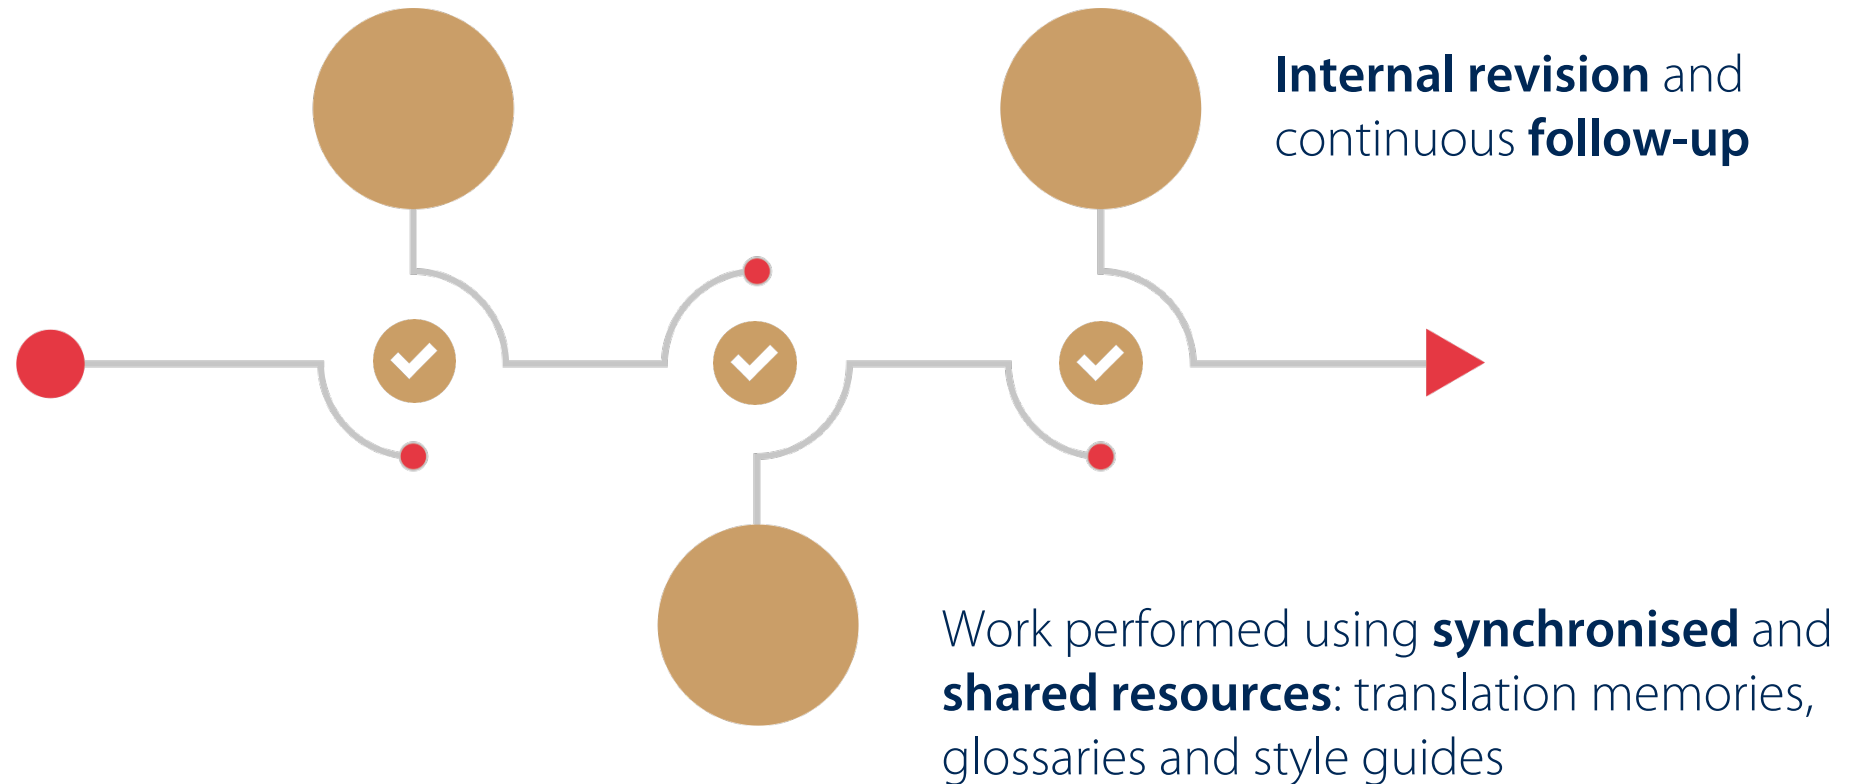 Internal revision and
continuous follow-up
Work performed using synchronised and
shared resources: translation memories,
glossaries and style guides